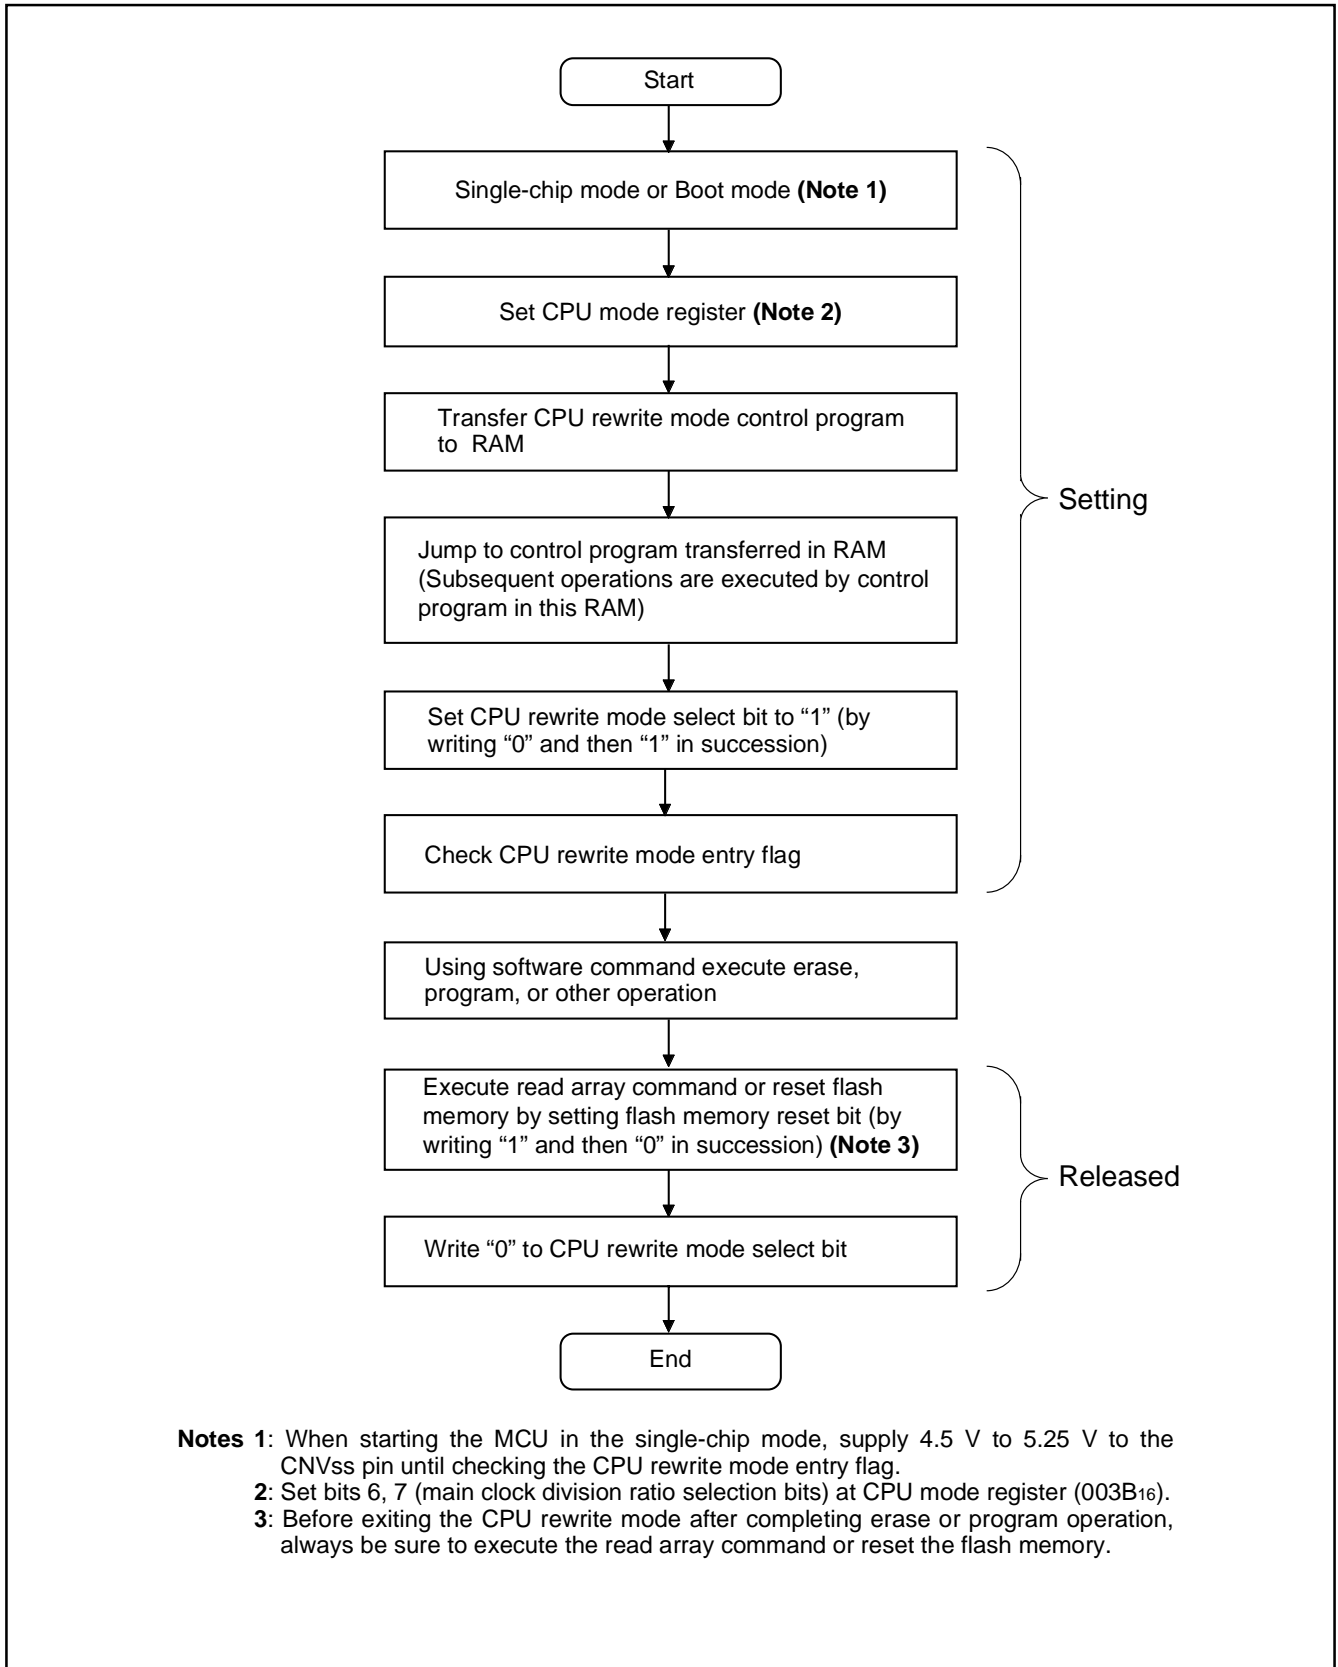 Start
Single-chip mode or Boot mode (Note 1)
Set CPU mode register (Note 2)
Transfer CPU rewrite mode control program
to RAM
Jump to control program transferred in RAM
(Subsequent operations are executed by control
program in this RAM)
Setting
Set CPU rewrite mode select bit to “1” (by
writing “0” and then “1” in succession)
Check CPU rewrite mode entry flag
Using software command execute erase,
program, or other operation
Execute read array command or reset flash
memory by setting flash memory reset bit (by
writing “1” and then “0” in succession) (Note 3)
Released
Write “0” to CPU rewrite mode select bit
End
Notes 1: When starting the MCU in the single-chip mode, supply 4.5 V to 5.25 V to the
CNVss pin until checking the CPU rewrite mode entry flag.
2: Set bits 6, 7 (main clock division ratio selection bits) at CPU mode register (003B16).
3: Before exiting the CPU rewrite mode after completing erase or program operation,
always be sure to execute the read array command or reset the flash memory.